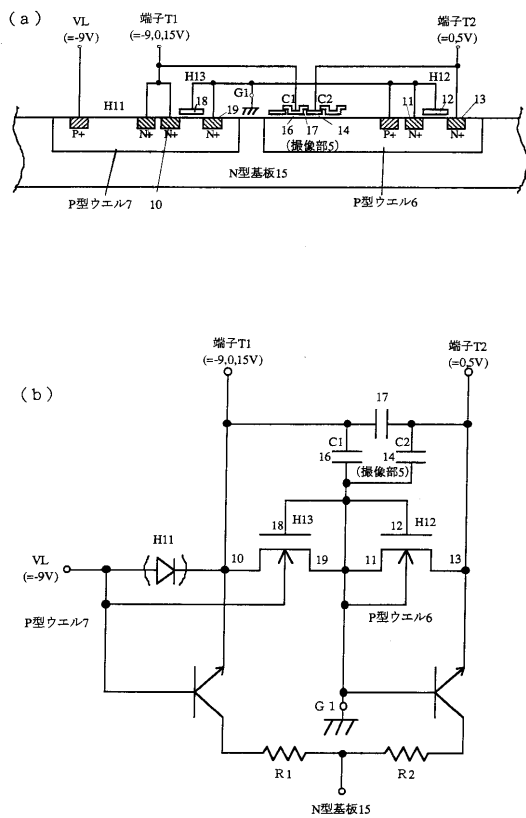 (a)
VL
(=-9V)
端子T1
(=-9,0,15V)
端子T2
(=0,5V)
H11
H13
18
19
G1
C1
C2
H12
11
12
13
P+
N+
N+
N+
16
17
14
(撮像部5)
P+
N+
N+
N型基板15
P型ウエル7
10
P型ウエル6
端子T1
(=-9,0,15V)
端子T2
(=0,5V)
(b)
17
C1
C2
16
14
(撮像部5)
H11
18
H13
12
H12
VL
(=-9V)
10
19
11
13
P型ウエル7
P型ウエル6
G1
R1
R2
N型基板15